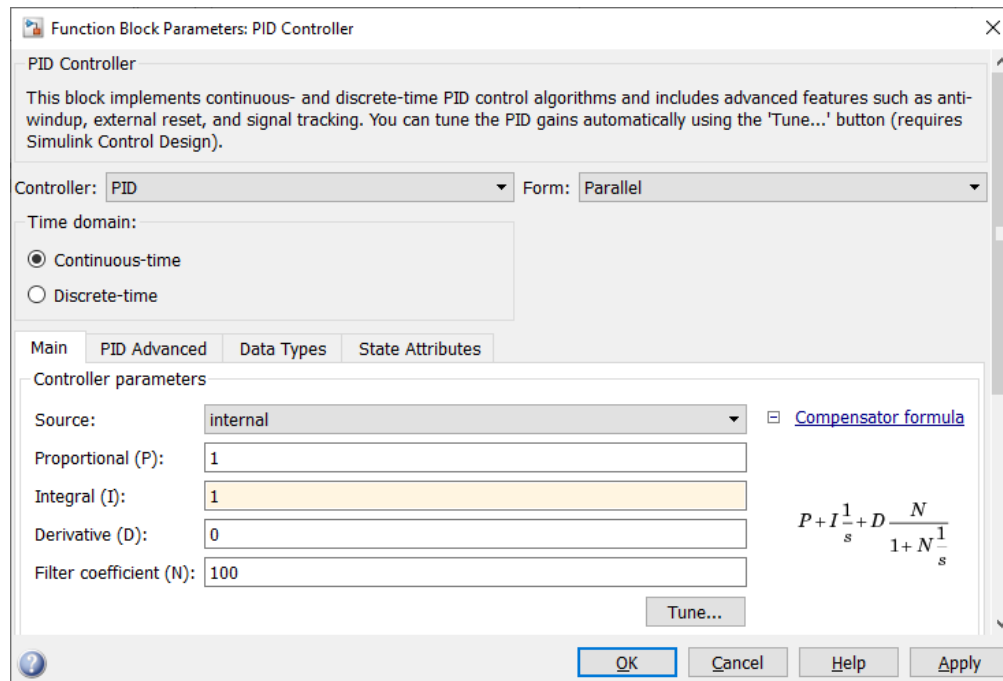 Function Block Parameters: PID Controller
PID Controller
This block implements continuous- and discrete-time PID control algorithms and includes advanced features such as anti-
windup, external reset, and signal tracking. You can tune the PID gains automatically using the 'Tune...' button (requires
Simulink Control Design).
Controller: PID Form: Parallel
Time domain:
Continuous-time
Discrete-time
Main PID Advanced Data Types State Attributes
Controller parameters
Source: internal Compensator formula
Proportional (P): 1
Integral (I): 1
Derivative (D): 0
Filter coefficient (N): 100
P + I 1/s + D N/(1 + N 1/s)
Tune...
OK Cancel Help Apply